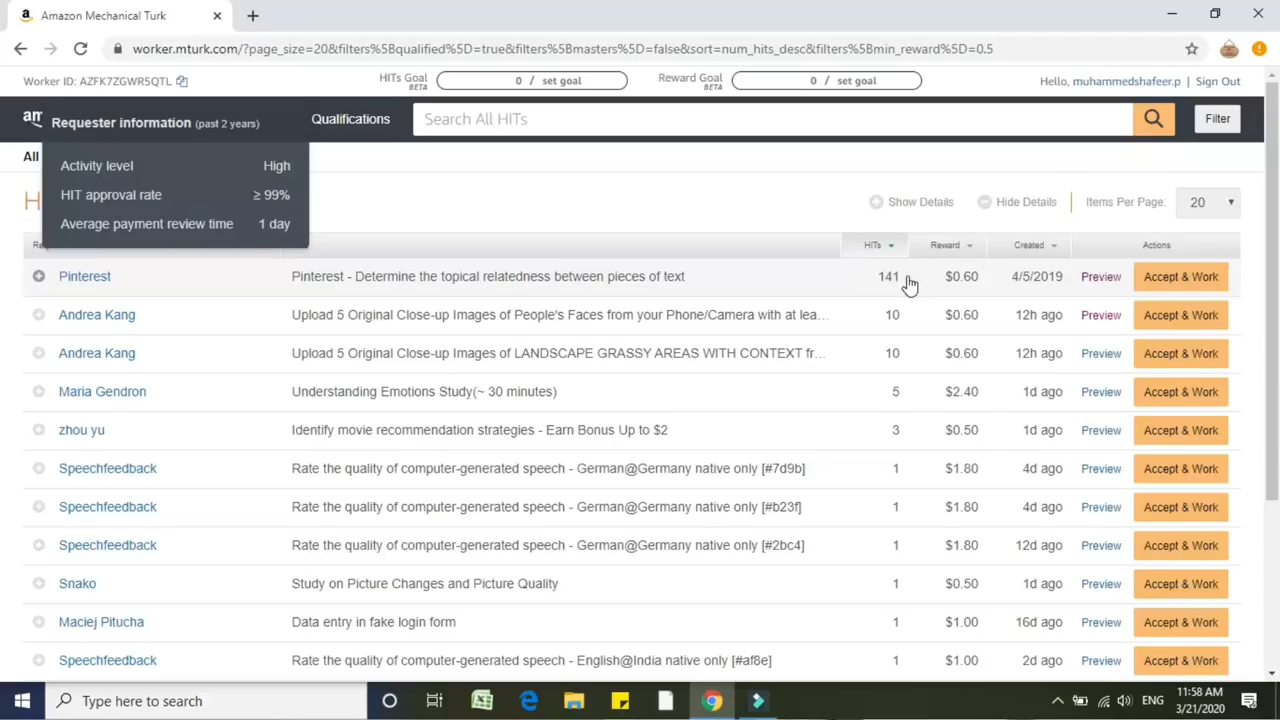 Amazon Mechanical Turk
worker.mturk.com/?page_size=20&filters%5Bqualified%5D=true&filters%5Bmasters%5D=false&sort=num_hits_desc&filters%5Bmin_reward%5D=0.5
Worker ID: AZFK7ZGWR5QTL
HITs Goal BETA 0 / set goal
Reward Goal BETA 0 / set goal
Hello, muhammedshafeer.p | Sign Out
Requester information (past 2 years)
Activity level High
HIT approval rate ≥ 99%
Average payment review time 1 day
Qualifications
Search All HITs
Filter
All
Show Details Hide Details Items Per Page: 20
HITs Reward Created Actions
Pinterest Pinterest - Determine the topical relatedness between pieces of text 141 $0.60 4/5/2019 Preview Accept & Work
Andrea Kang Upload 5 Original Close-up Images of People's Faces from your Phone/Camera with at lea… 10 $0.60 12h ago Preview Accept & Work
Andrea Kang Upload 5 Original Close-up Images of LANDSCAPE GRASSY AREAS WITH CONTEXT fr… 10 $0.60 12h ago Preview Accept & Work
Maria Gendron Understanding Emotions Study(~ 30 minutes) 5 $2.40 1d ago Preview Accept & Work
zhou yu Identify movie recommendation strategies - Earn Bonus Up to $2 3 $0.50 1d ago Preview Accept & Work
Speechfeedback Rate the quality of computer-generated speech - German@Germany native only [#7d9b] 1 $1.80 4d ago Preview Accept & Work
Speechfeedback Rate the quality of computer-generated speech - German@Germany native only [#b23f] 1 $1.80 4d ago Preview Accept & Work
Speechfeedback Rate the quality of computer-generated speech - German@Germany native only [#2bc4] 1 $1.80 12d ago Preview Accept & Work
Snako Study on Picture Changes and Picture Quality 1 $0.50 1d ago Preview Accept & Work
Maciej Pitucha Data entry in fake login form 1 $1.00 16d ago Preview Accept & Work
Speechfeedback Rate the quality of computer-generated speech - English@India native only [#af8e] 1 $1.00 2d ago Preview Accept & Work
Type here to search
ENG
11:58 AM
3/21/2020